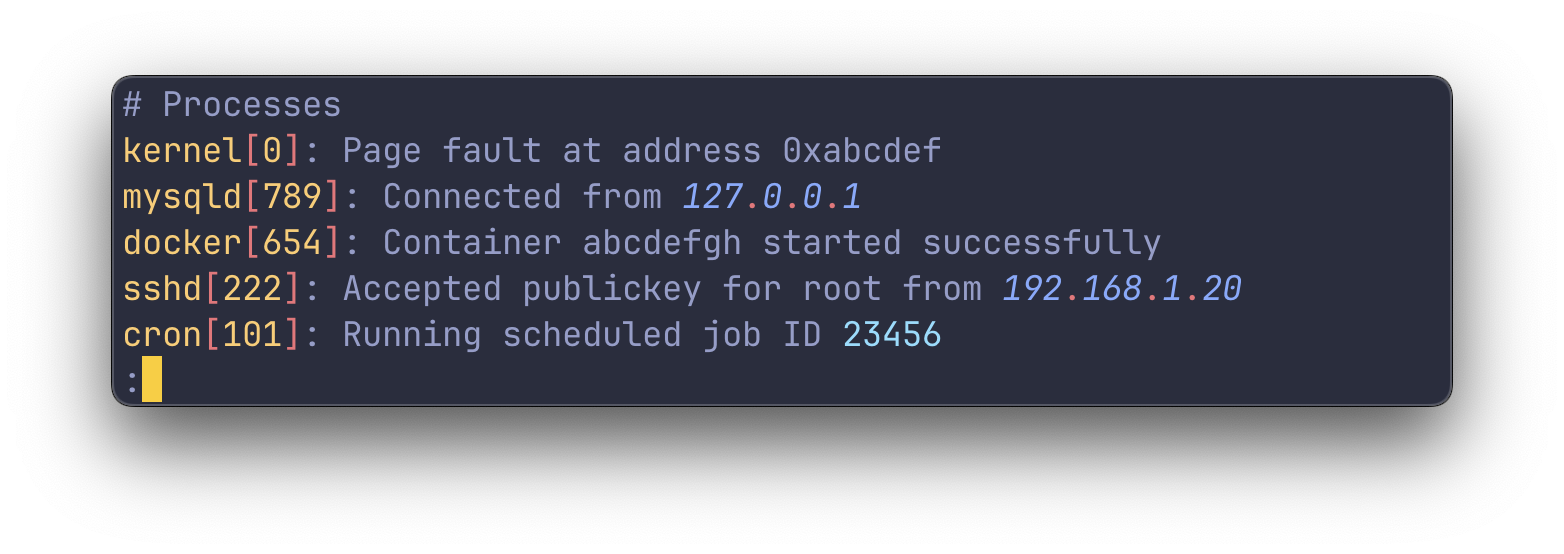 # Processes
kernel[0]: Page fault at address 0xabcdef
mysqld[789]: Connected from 127.0.0.1
docker[654]: Container abcdefgh started successfully
sshd[222]: Accepted publickey for root from 192.168.1.20
cron[101]: Running scheduled job ID 23456
: